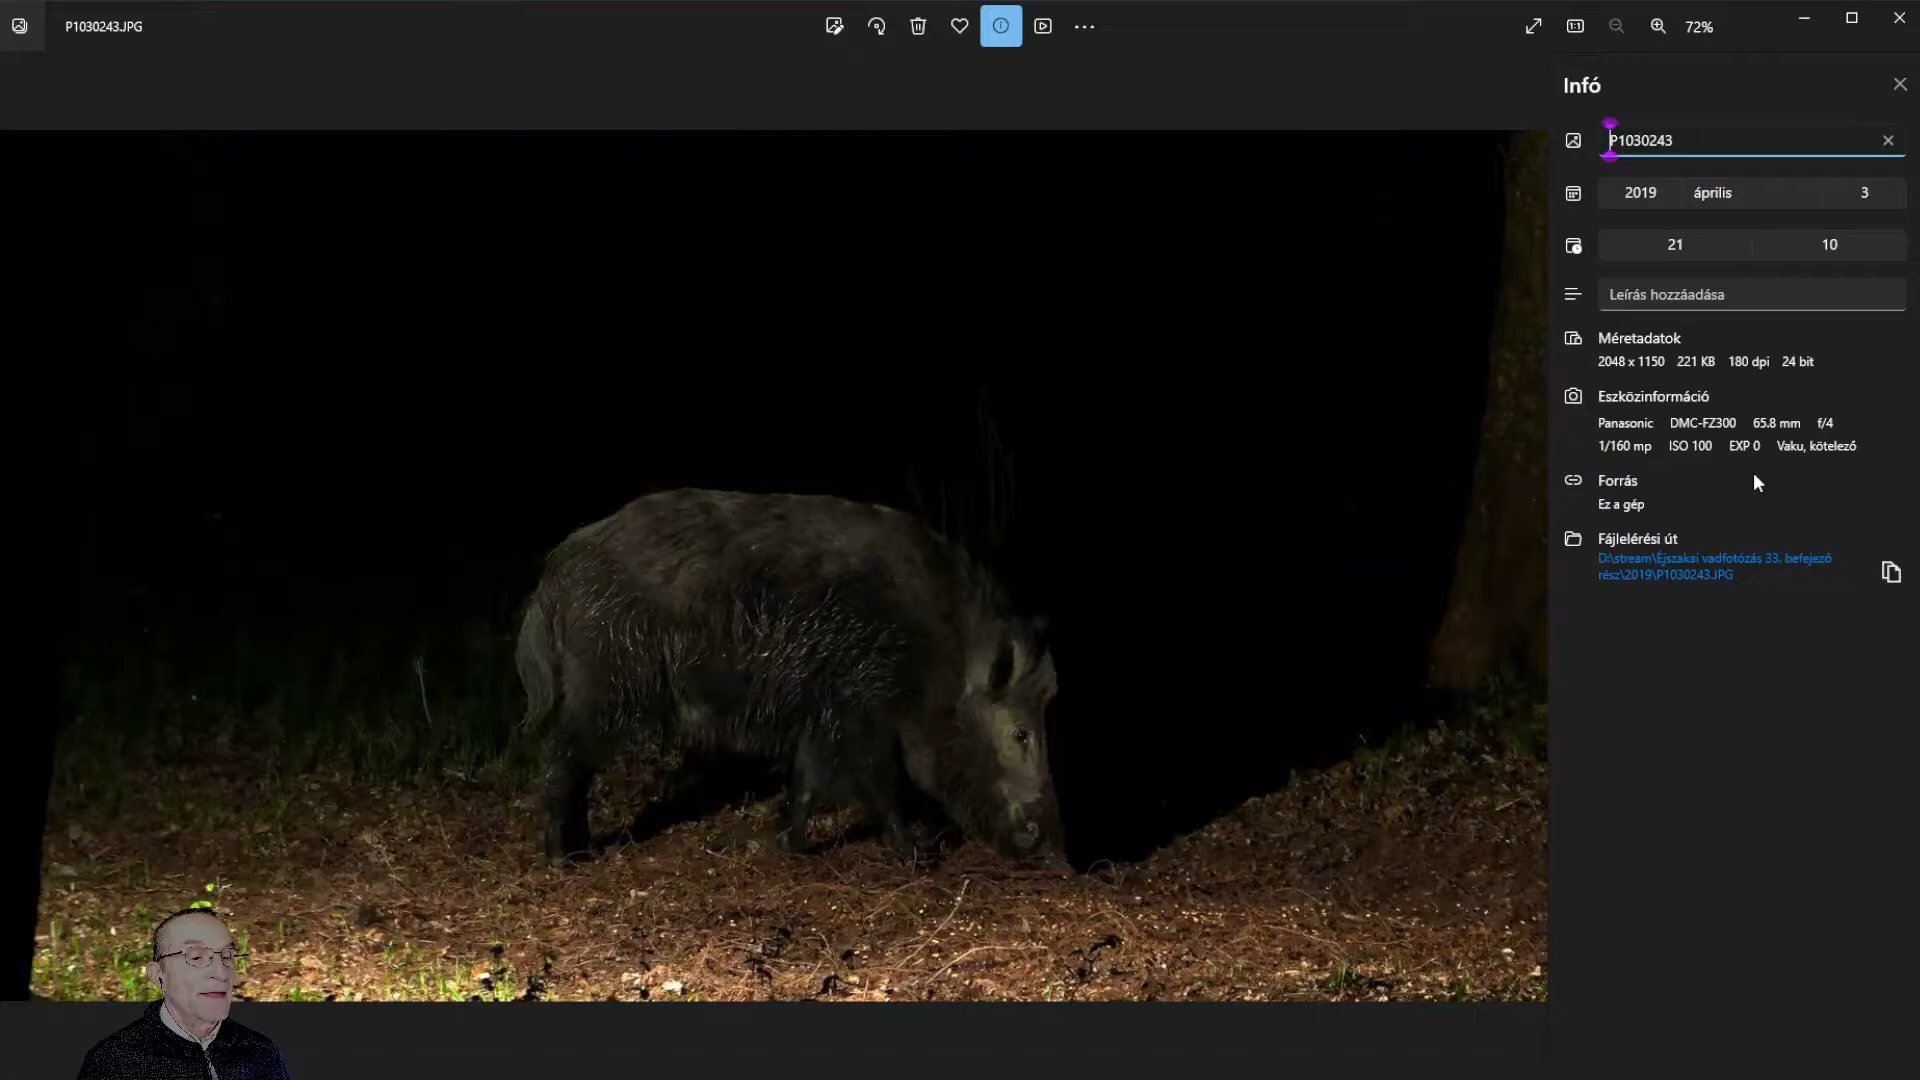 P1030243.JPG
72%
Infó
P1030243
2019 április 3
21 10
Leírás hozzáadása
Méretadatok
2048 x 1150 221 KB 180 dpi 24 bit
Eszközinformáció
Panasonic DMC-FZ300 65.8 mm f/4
1/160 mp ISO 100 EXP 0 Vaku, kötelező
Forrás
Ez a gép
Fájlelérési út
D:\stream\Éjszakai vadfotózás 33. befejező
rész\2019\P1030243.JPG